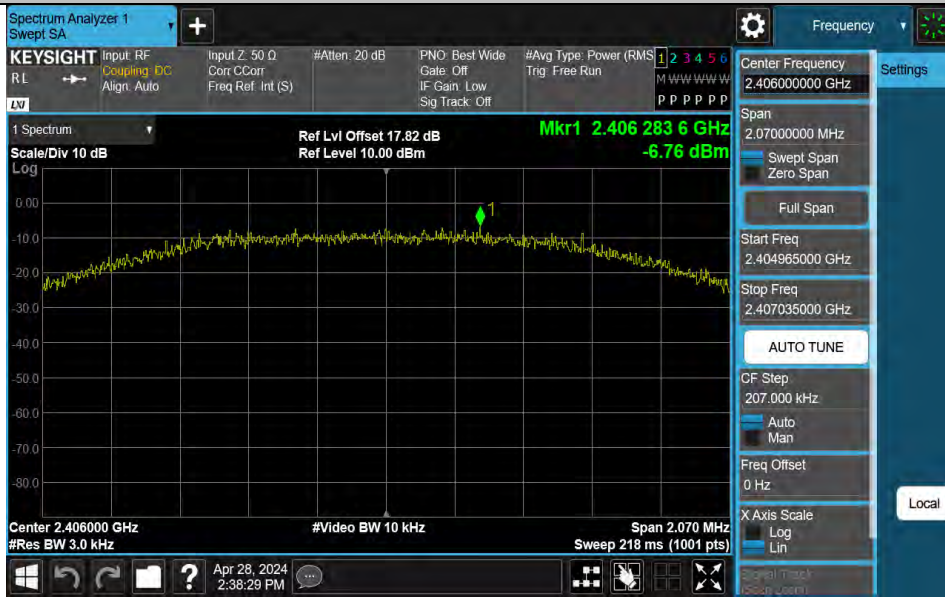 Spectrum Analyzer 1
Swept SA
+
Frequency
KEYSIGHT
RL
LXI
Input: RF
Coupling: DC
Align: Auto
Input Z: 50 Ω
Corr CCorr
Freq Ref: Int (S)
#Atten: 20 dB
PNO: Best Wide
Gate: Off
IF Gain: Low
Sig Track: Off
#Avg Type: Power (RMS
Trig: Free Run
1 2 3 4 5 6
M W W W W W
P P P P P P
1 Spectrum
Scale/Div 10 dB
Ref Lvl Offset 17.82 dB
Ref Level 10.00 dBm
Mkr1 2.406 283 6 GHz
-6.76 dBm
Log
0.00
-10.0
-20.0
-30.0
-40.0
-50.0
-60.0
-70.0
-80.0
1
Center 2.406000 GHz
#Res BW 3.0 kHz
#Video BW 10 kHz
Span 2.070 MHz
Sweep 218 ms (1001 pts)
?
Apr 28, 2024
2:38:29 PM
Center Frequency
2.406000000 GHz
Span
2.07000000 MHz
Swept Span
Zero Span
Full Span
Start Freq
2.404965000 GHz
Stop Freq
2.407035000 GHz
AUTO TUNE
CF Step
207.000 kHz
Auto
Man
Freq Offset
0 Hz
X Axis Scale
Log
Lin
Signal Track
(Span Zoom)
Settings
Local